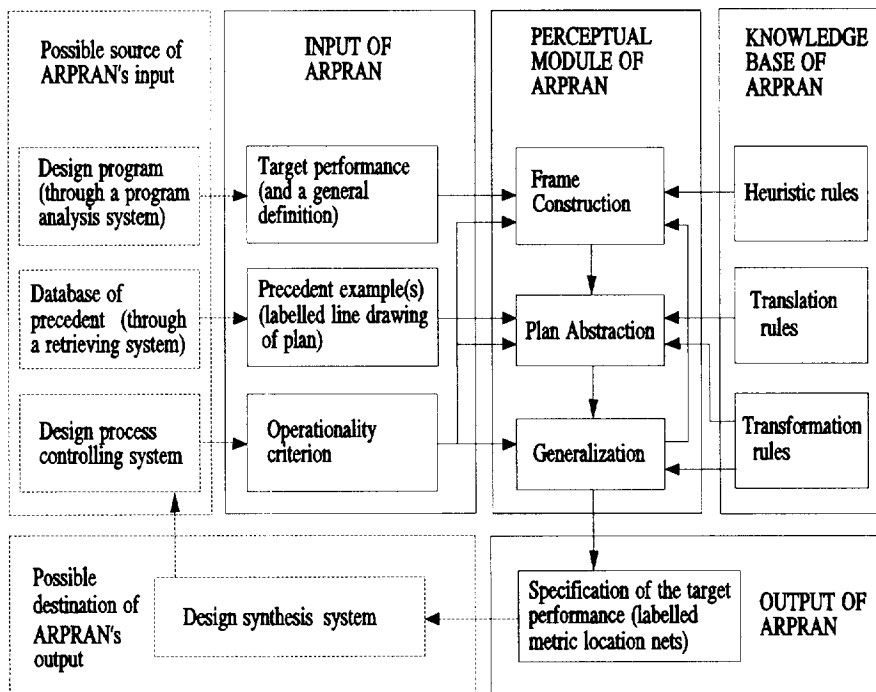 Possible source of
ARPRAN's input
INPUT OF
ARPRAN
PERCEPTUAL
MODULE OF
ARPRAN
KNOWLEDGE
BASE OF
ARPRAN
Design program
(through a program
analysis system)
Target performance
(and a general
definition)
Frame
Construction
Heuristic rules
Database of
precedent (through
a retrieving system)
Precedent example(s)
(labelled line drawing
of plan)
Plan Abstraction
Translation
rules
Design process
controlling system
Operationality
criterion
Generalization
Transformation
rules
Possible
destination of
ARPRAN's
output
Design synthesis system
Specification of the target
performance (labelled
metric location nets)
OUTPUT OF
ARPRAN